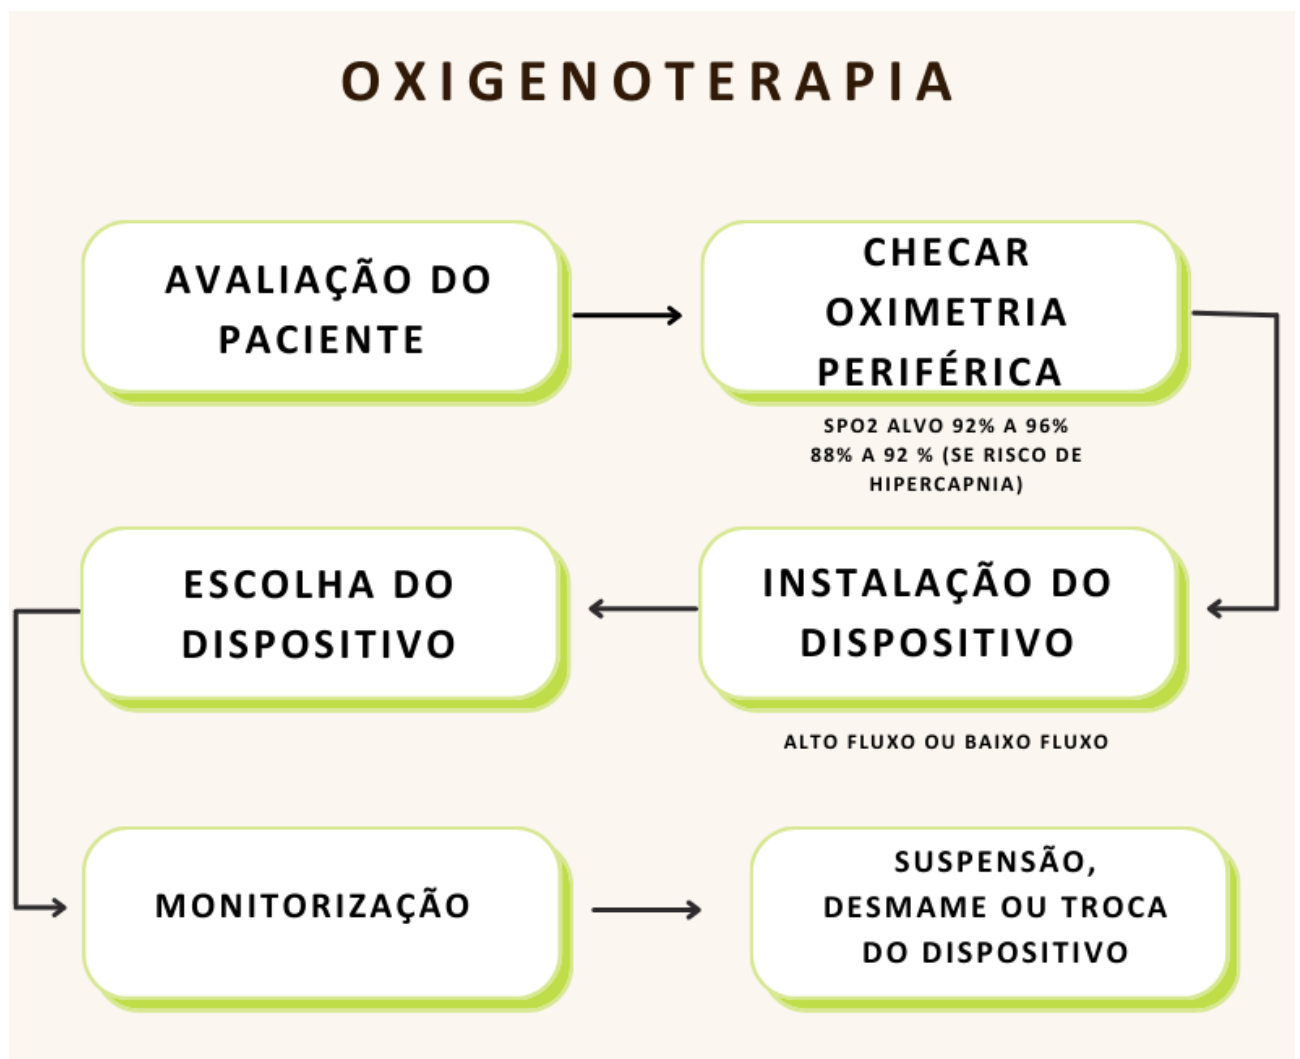 OXIGENOTERAPIA
AVALIAÇÃO DO
PACIENTE
CHECAR
OXIMETRIA
PERIFÉRICA
SPO2 ALVO 92% A 96%
88% A 92 % (SE RISCO DE
HIPERCAPNIA)
INSTALAÇÃO DO
DISPOSITIVO
ALTO FLUXO OU BAIXO FLUXO
ESCOLHA DO
DISPOSITIVO
MONITORIZAÇÃO
SUSPENSÃO,
DESMAME OU TROCA
DO DISPOSITIVO